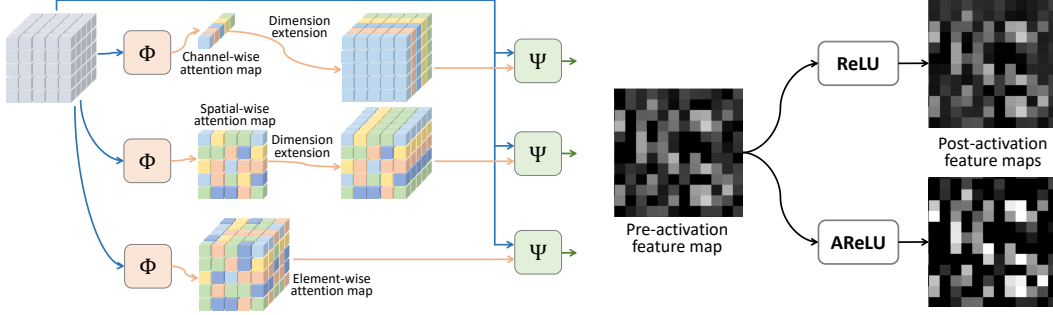 Φ
Channel-wise
attention map
Dimension
extension
Ψ
Spatial-wise
attention map
Φ
Dimension
extension
Ψ
Φ
Element-wise
attention map
Ψ
Pre-activation
feature map
ReLU
AReLU
Post-activation
feature maps